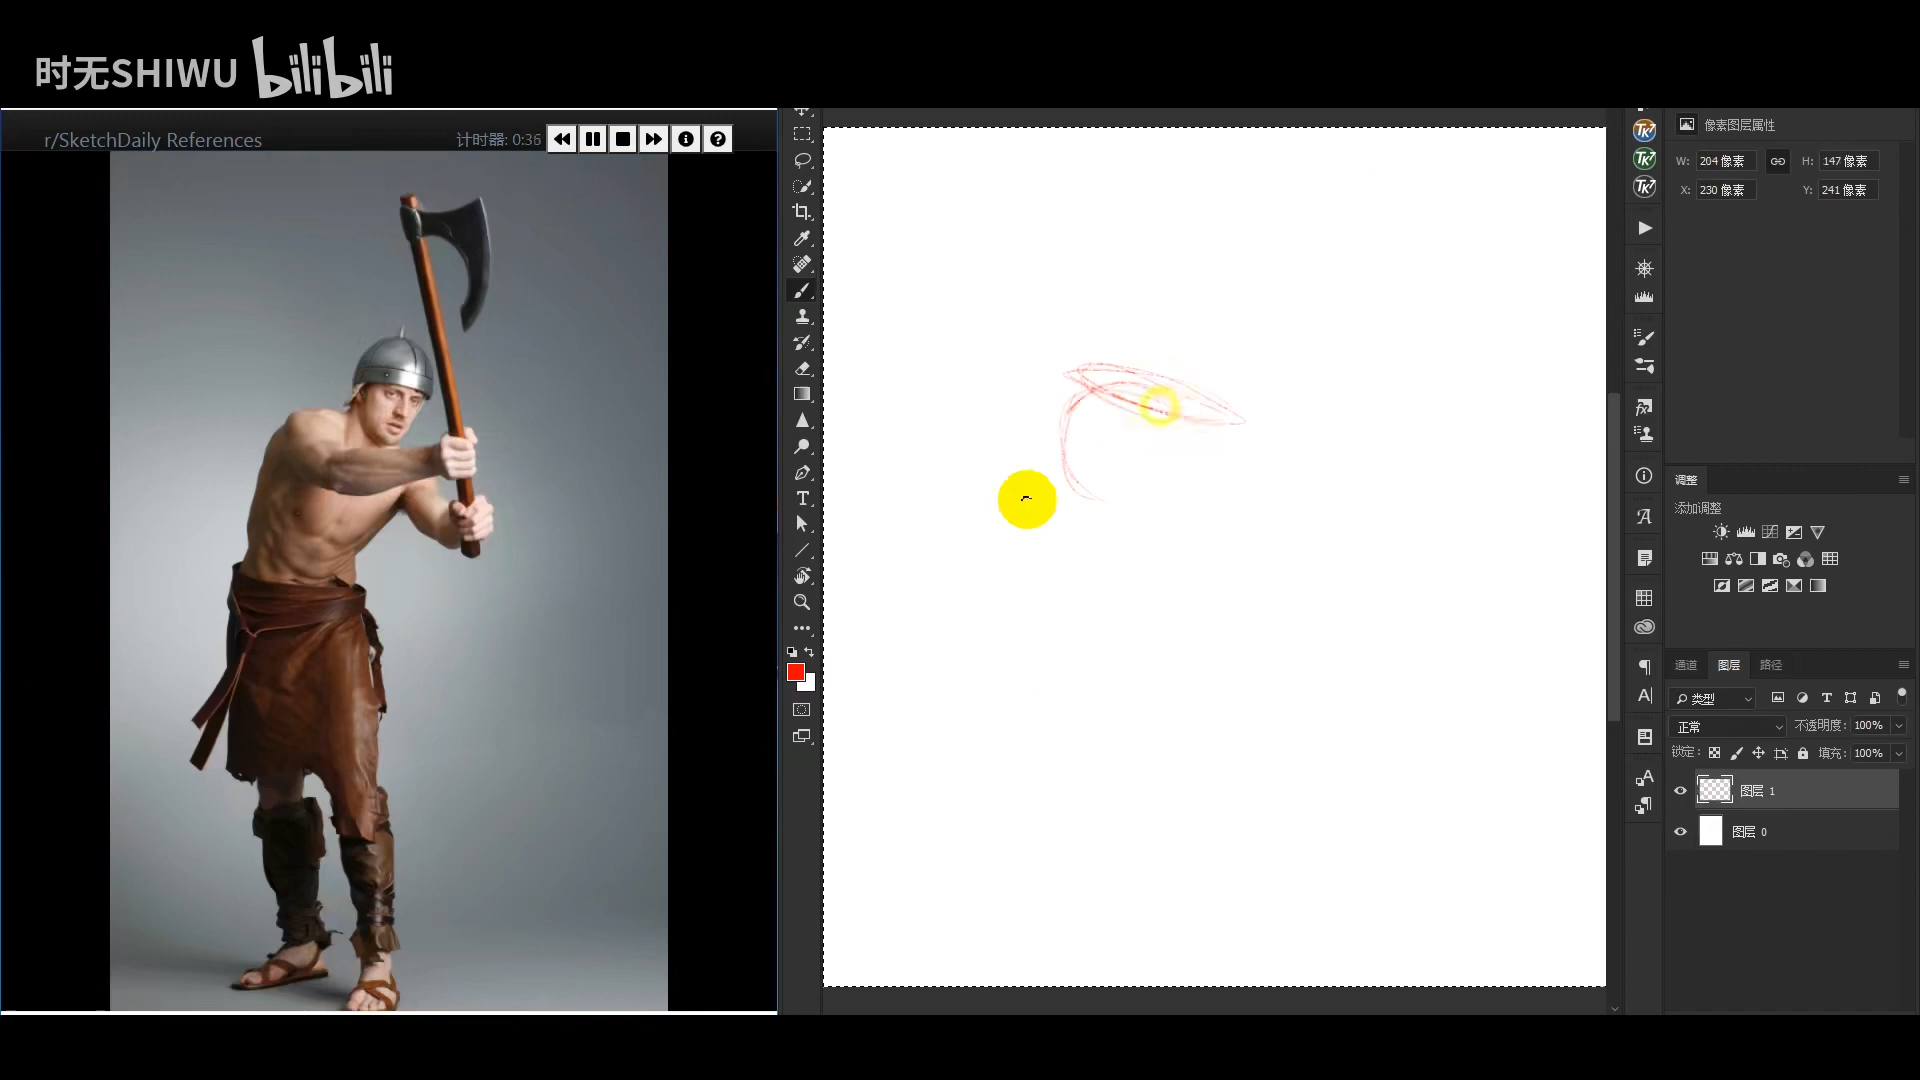 时无SHIWU bilibili
r/SketchDaily References
计时器: 0:36
像素图层属性
W: 204 像素 H: 147 像素
X: 230 像素 Y: 241 像素
调整
添加调整
通道 图层 路径
类型
正常 不透明度: 100%
锁定: 填充: 100%
图层 1
图层 0